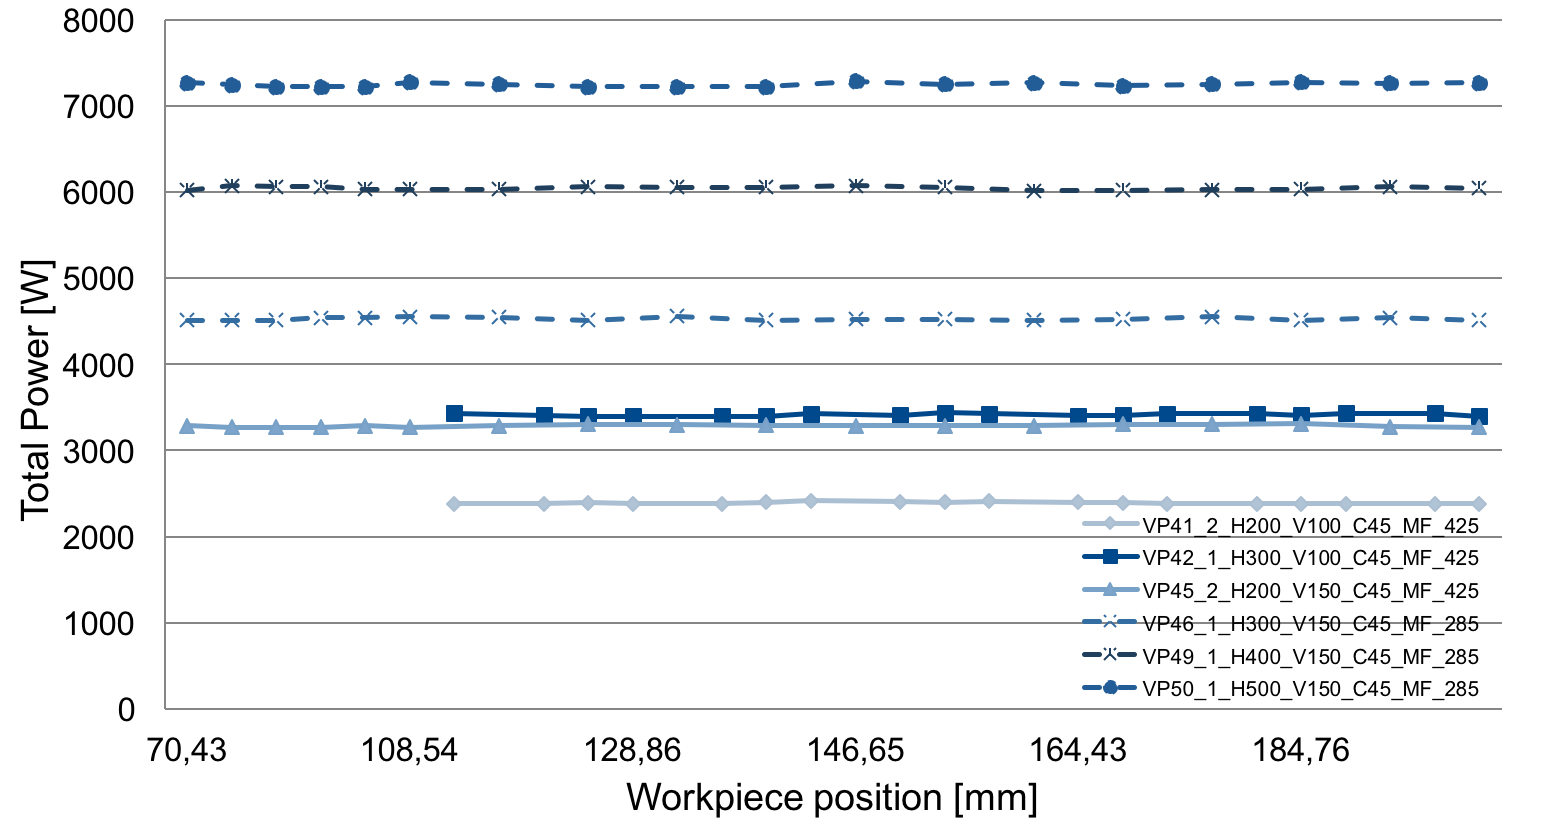 8000
7000
6000
5000
4000
3000
2000
1000
0
Total Power [W]
VP41_2_H200_V100_C45_MF_425
VP42_1_H300_V100_C45_MF_425
VP45_2_H200_V150_C45_MF_425
VP46_1_H300_V150_C45_MF_285
VP49_1_H400_V150_C45_MF_285
VP50_1_H500_V150_C45_MF_285
70,43 108,54 128,86 146,65 164,43 184,76
Workpiece position [mm]